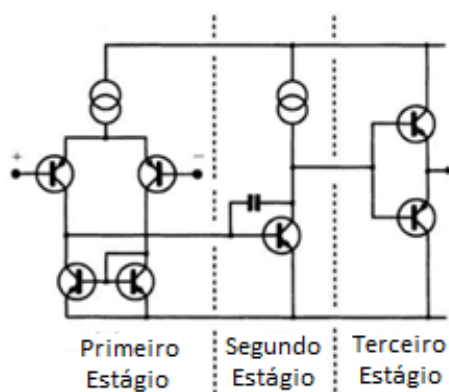 +
−
Primeiro
Estágio
Segundo
Estágio
Terceiro
Estágio